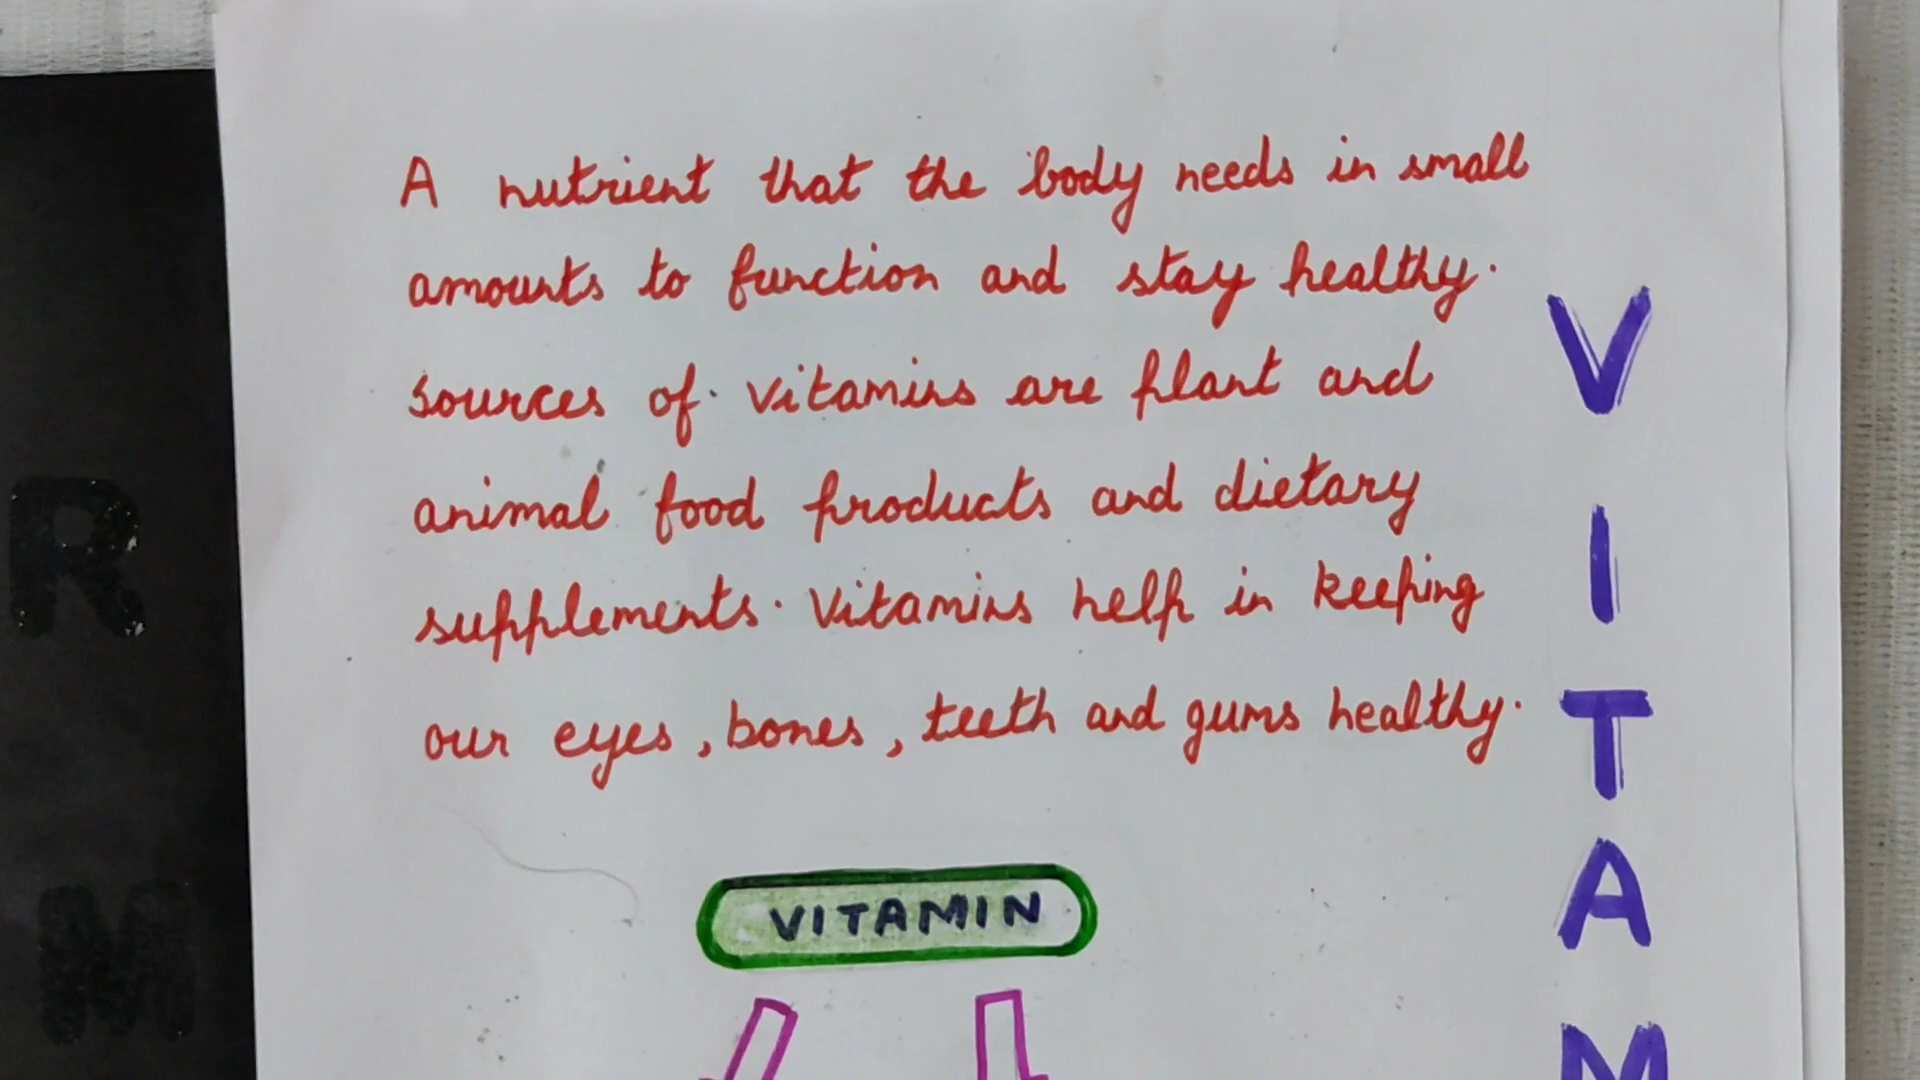 A nutrient that the body needs in small
amounts to function and stay healthy.
sources of. vitamins are plant and
animal food products and dietary
supplements. Vitamins help in keeping
our eyes, bones, teeth and gums healthy.
VITAMIN
V
I
T
A
M
R
M